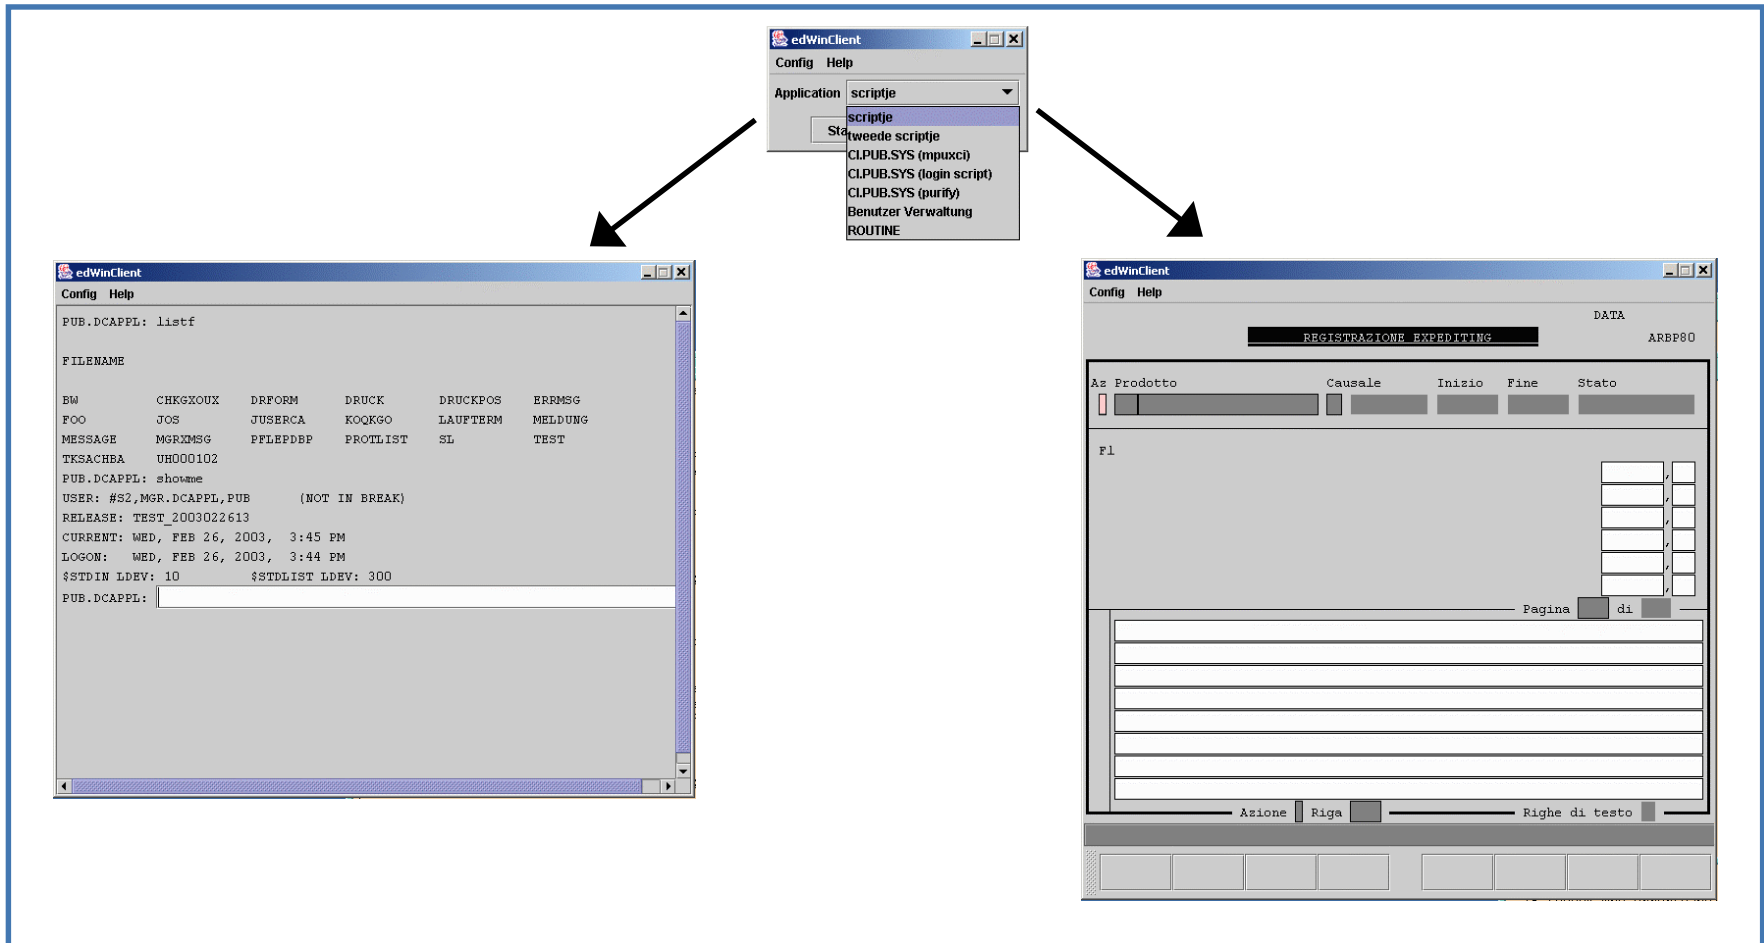 edWinClient
Config Help
Application scriptje
scriptje
Sta
tweede scriptje
CI.PUB.SYS (mpuxci)
CI.PUB.SYS (login script)
CI.PUB.SYS (purify)
Benutzer Verwaltung
ROUTINE
edWinClient
Config Help
PUB.DCAPPL: listf
FILENAME
BW CHKGXOUX DRFORM DRUCK DRUCKPOS ERRMSG
FOO JOS JUSERCA KOQKGO LAUFTERM MELDUNG
MESSAGE MGRXMSG PFLEPDBP PROTLIST SL TEST
TKSACHBA UH000102
PUB.DCAPPL: showme
USER: #S2,MGR.DCAPPL,PUB (NOT IN BREAK)
RELEASE: TEST_2003022613
CURRENT: WED, FEB 26, 2003, 3:45 PM
LOGON: WED, FEB 26, 2003, 3:44 PM
$STDIN LDEV: 10 $STDLIST LDEV: 300
PUB.DCAPPL:
edWinClient
Config Help
DATA
REGISTRAZIONE EXPEDITING ARBP80
Az Prodotto Causale Inizio Fine Stato
Fl
,
,
,
,
,
,
Pagina di
Azione Riga Righe di testo